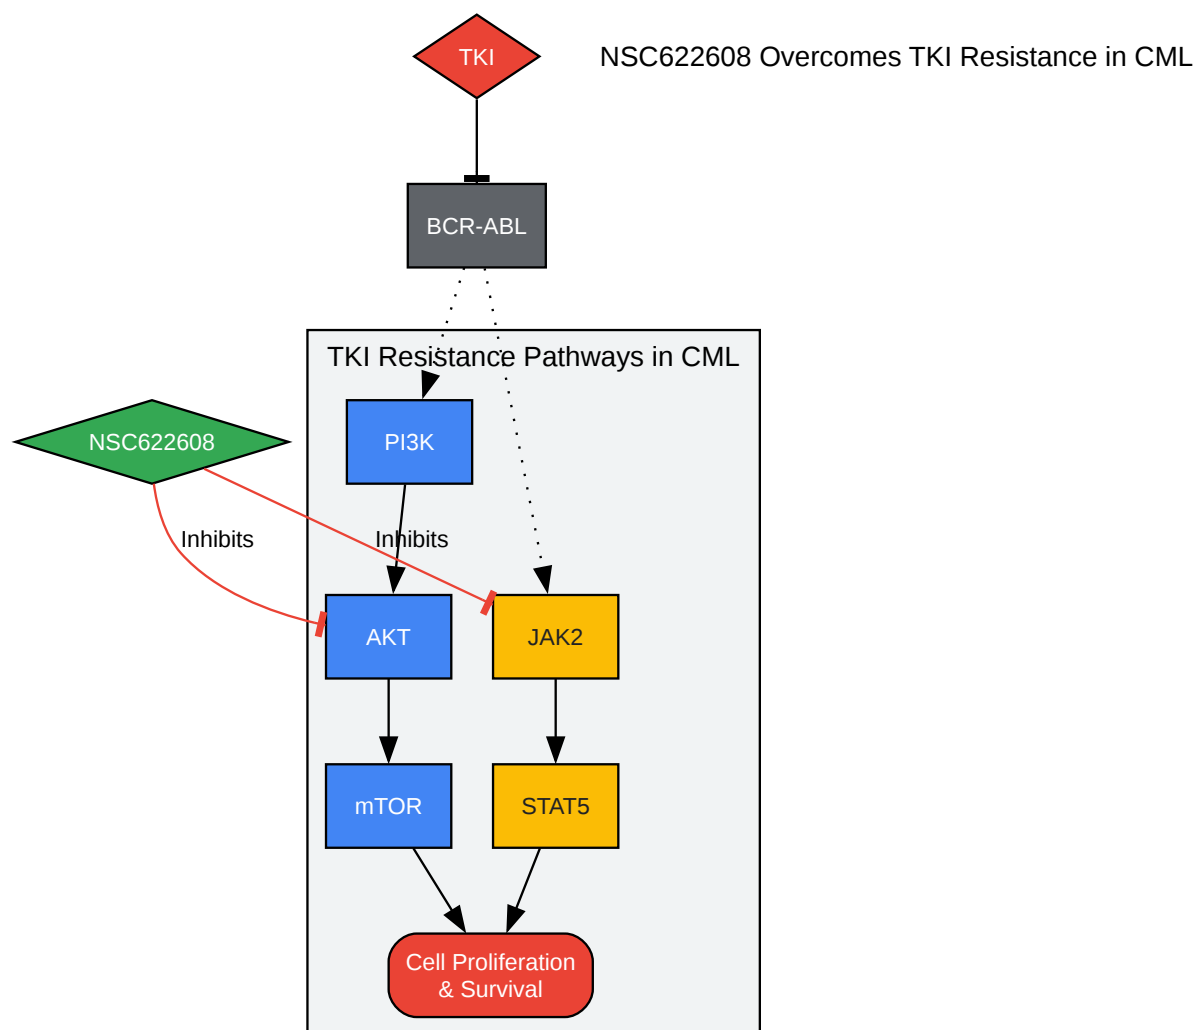 TKI
NSC622608 Overcomes TKI Resistance in CML
BCR-ABL
TKI Resistance Pathways in CML
PI3K
NSC622608
Inhibits
Inhibits
AKT
JAK2
mTOR
STAT5
Cell Proliferation
& Survival